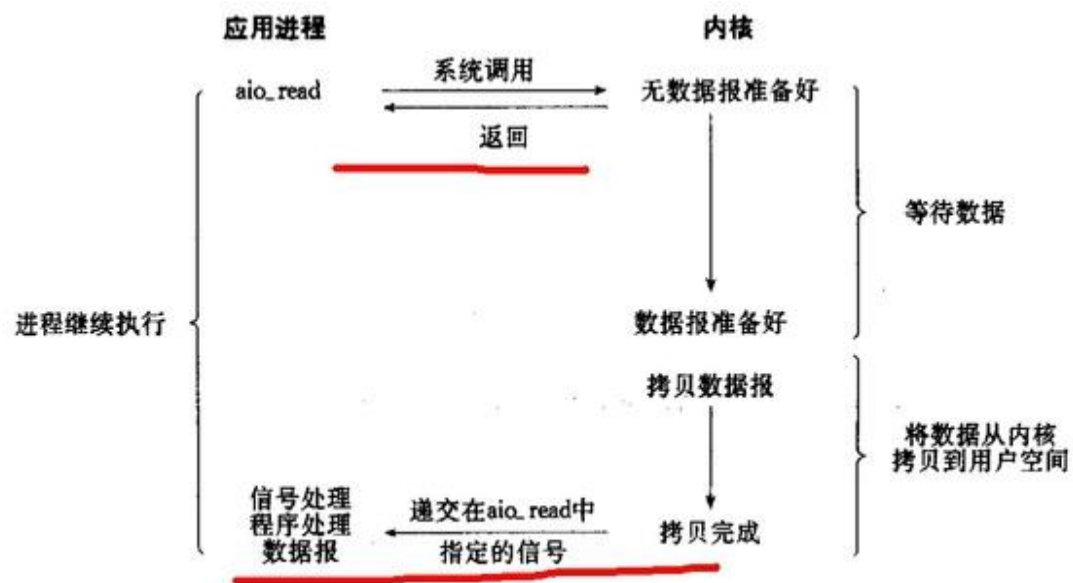 应用进程
内核
aio_read
系统调用
返回
无数据报准备好
等待数据
进程继续执行
数据报准备好
拷贝数据报
将数据从内核
拷贝到用户空间
信号处理
程序处理
数据报
递交在aio_read中
指定的信号
拷贝完成